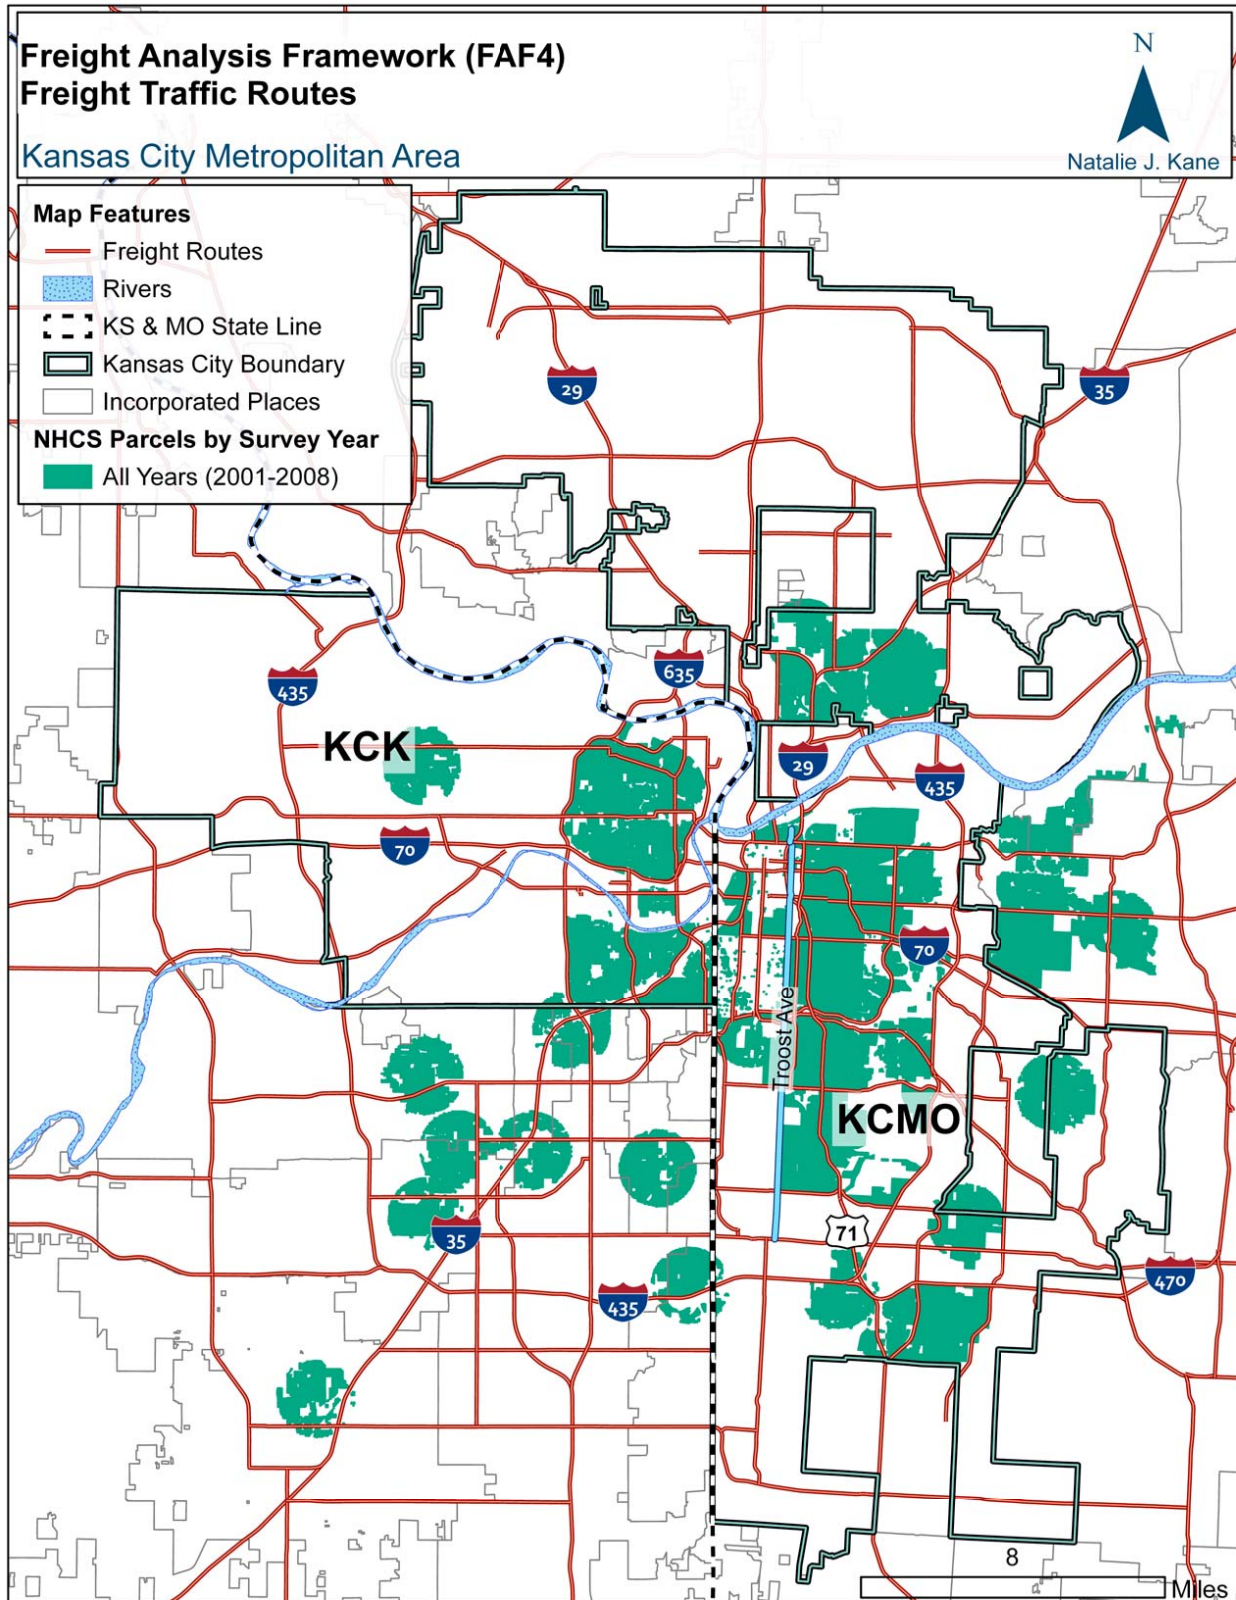 Freight Analysis Framework (FAF4)
Freight Traffic Routes
Kansas City Metropolitan Area
N
Natalie J. Kane
Map Features
Freight Routes
Rivers
KS & MO State Line
Kansas City Boundary
Incorporated Places
NHCS Parcels by Survey Year
All Years (2001-2008)
29
35
635
435
KCK
29
435
70
70
Troost Ave
KCMO
71
35
470
435
8
Miles